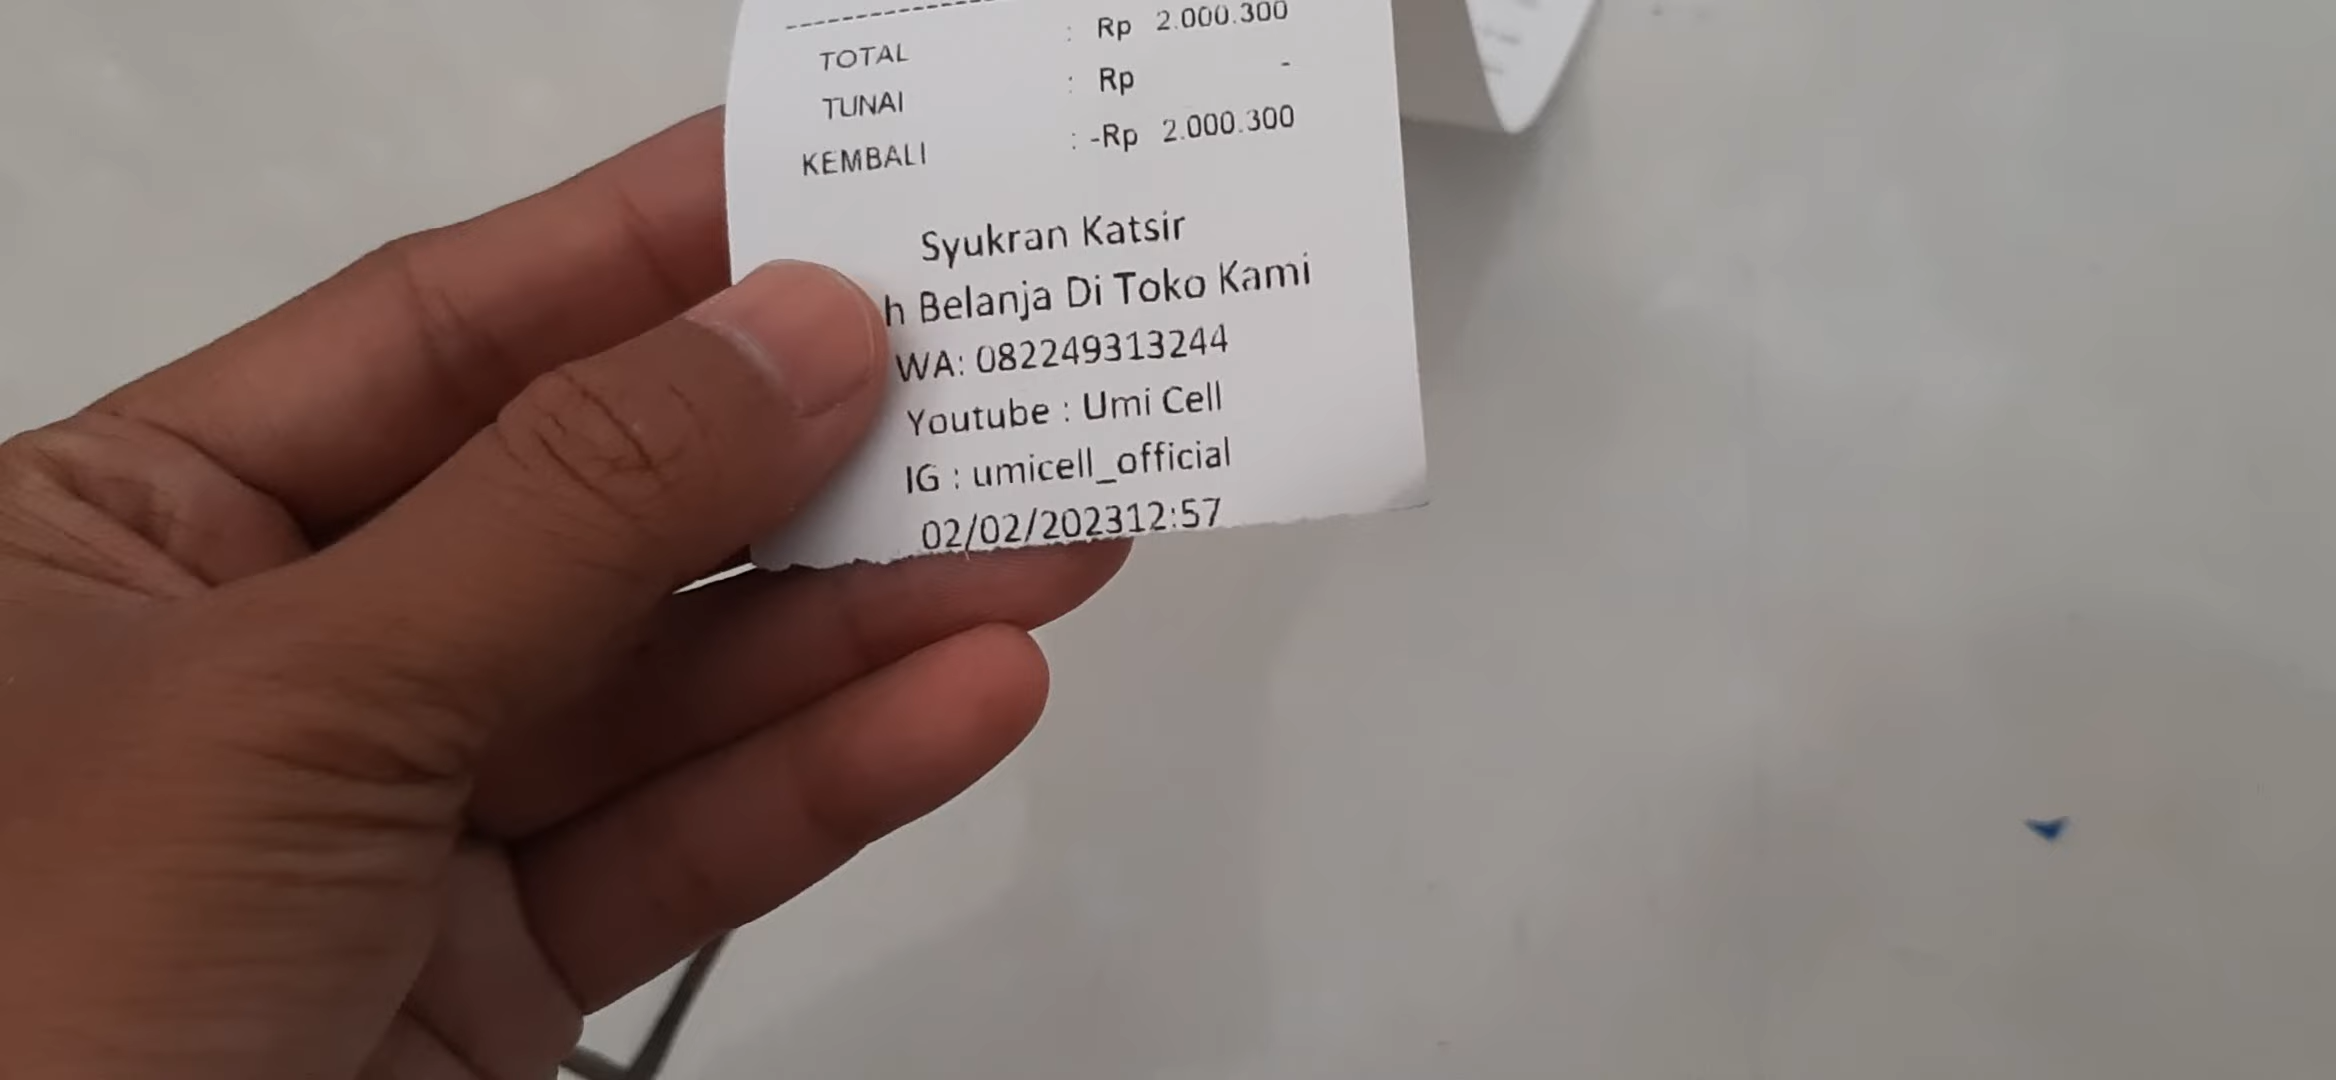 TOTAL : Rp 2.000.300
TUNAI : Rp -
KEMBALI : -Rp 2.000.300
Syukran Katsir
h Belanja Di Toko Kami
WA: 082249313244
Youtube : Umi Cell
IG : umicell_official
02/02/202312:57